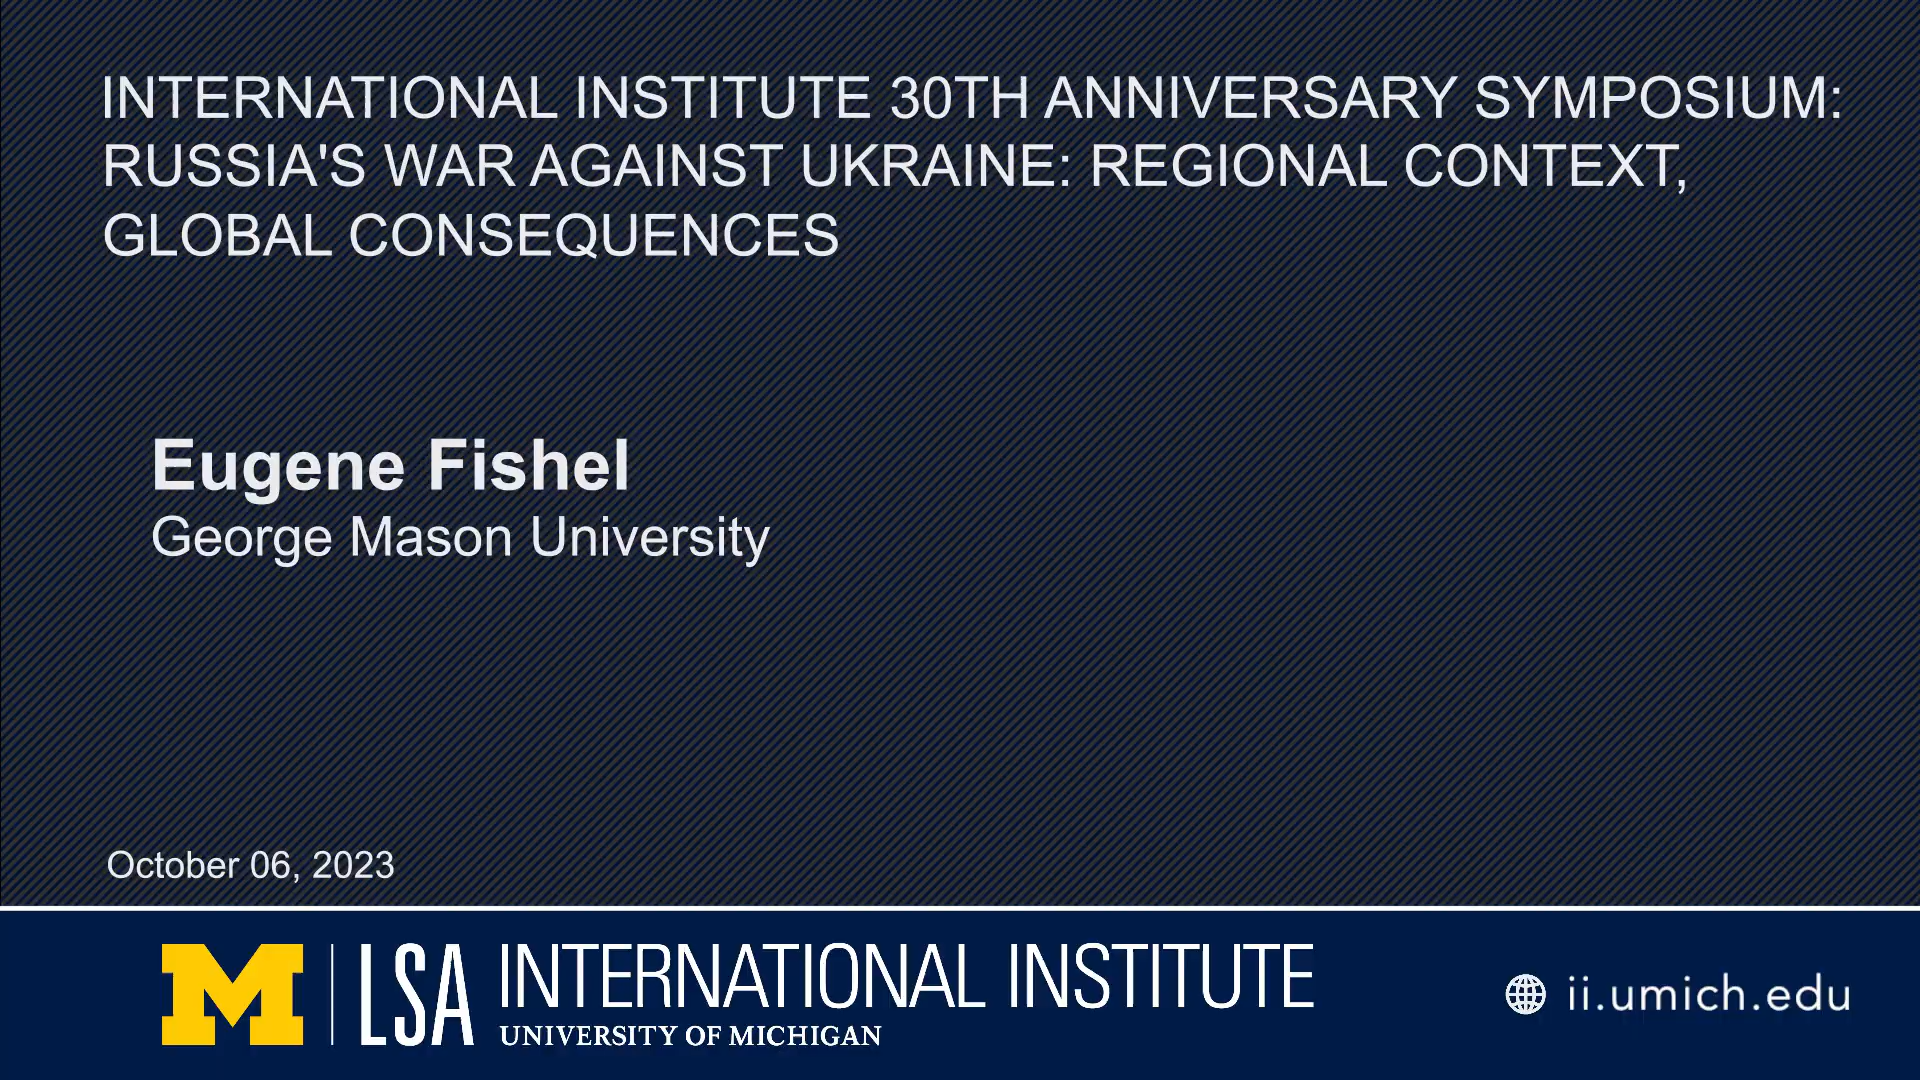 INTERNATIONAL INSTITUTE 30TH ANNIVERSARY SYMPOSIUM:
RUSSIA'S WAR AGAINST UKRAINE: REGIONAL CONTEXT,
GLOBAL CONSEQUENCES
Eugene Fishel
George Mason University
October 06, 2023
M LSA INTERNATIONAL INSTITUTE
UNIVERSITY OF MICHIGAN
ii.umich.edu